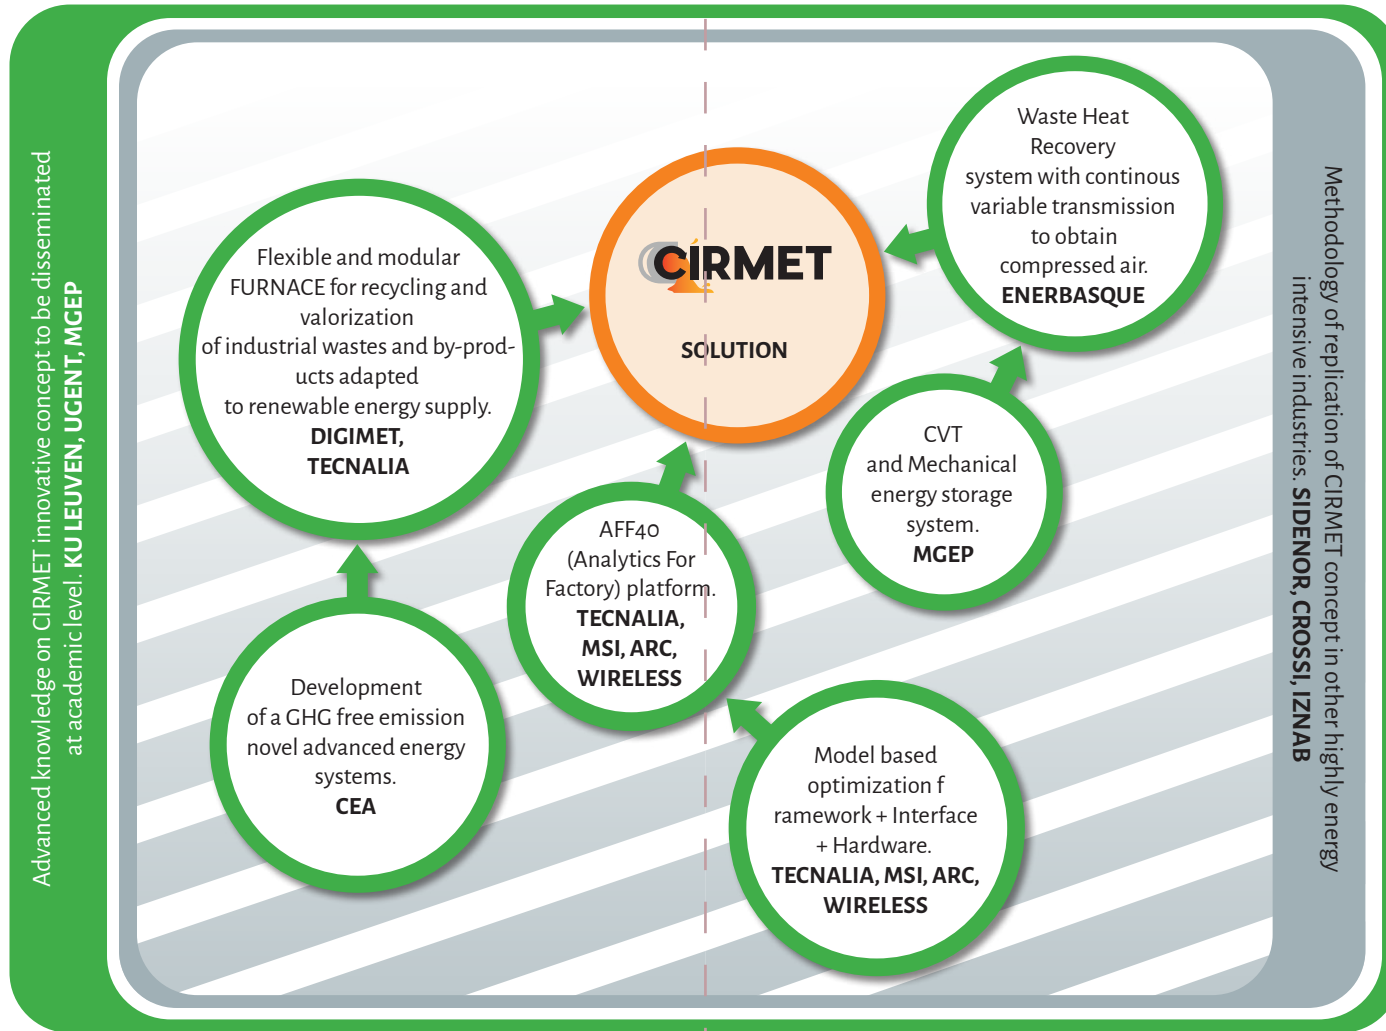 Advanced knowledge on CIRMET innovative concept to be disseminated
at academic level. KU LEUVEN, UGENT, MGEP
Flexible and modular
FURNACE for recycling and
valorization
of industrial wastes and by-prod-
ucts adapted
to renewable energy supply.
DIGIMET,
TECNALIA
Development
of a GHG free emission
novel advanced energy
systems.
CEA
CIRMET
SOLUTION
AFF40
(Analytics For
Factory) platform.
TECNALIA,
MSI, ARC,
WIRELESS
Waste Heat
Recovery
system with continous
variable transmission
to obtain
compressed air.
ENERBASQUE
CVT
and Mechanical
energy storage
system.
MGEP
Model based
optimization f
ramework + Interface
+ Hardware.
TECNALIA, MSI, ARC,
WIRELESS
Methodology of replication of CIRMET concept in other highly energy
intensive industries. SIDENOR, CROSSI, IZNAB